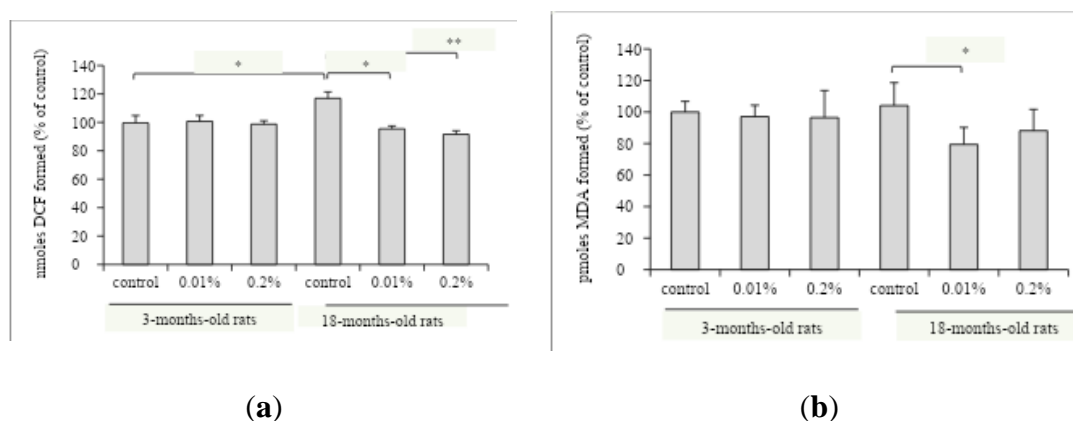 nmoles DCF formed (% of control)
140
120
100
80
60
40
20
0
*
*
**
control 0.01% 0.2% control 0.01% 0.2%
3-months-old rats 18-months-old rats
(a)
pmoles MDA formed (% of control)
140
120
100
80
60
40
20
0
*
control 0.01% 0.2% control 0.01% 0.2%
3-months-old rats 18-months-old rats
(b)